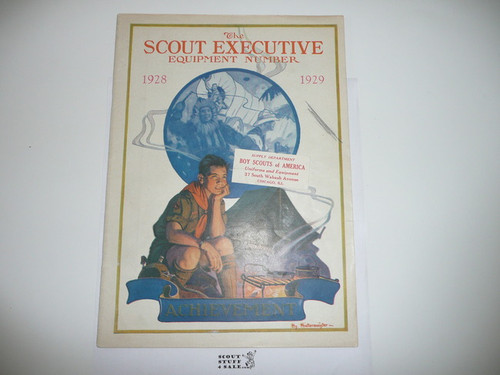 The
SCOUT EXECUTIVE
EQUIPMENT NUMBER
1928 1929
SUPPLY DEPARTMENT
BOY SCOUTS of AMERICA
Uniforms and Equipment
37 South Wabash Avenue
CHICAGO, ILL.
ACHIEVEMENT
SCOUT
STUFF
4 SALE